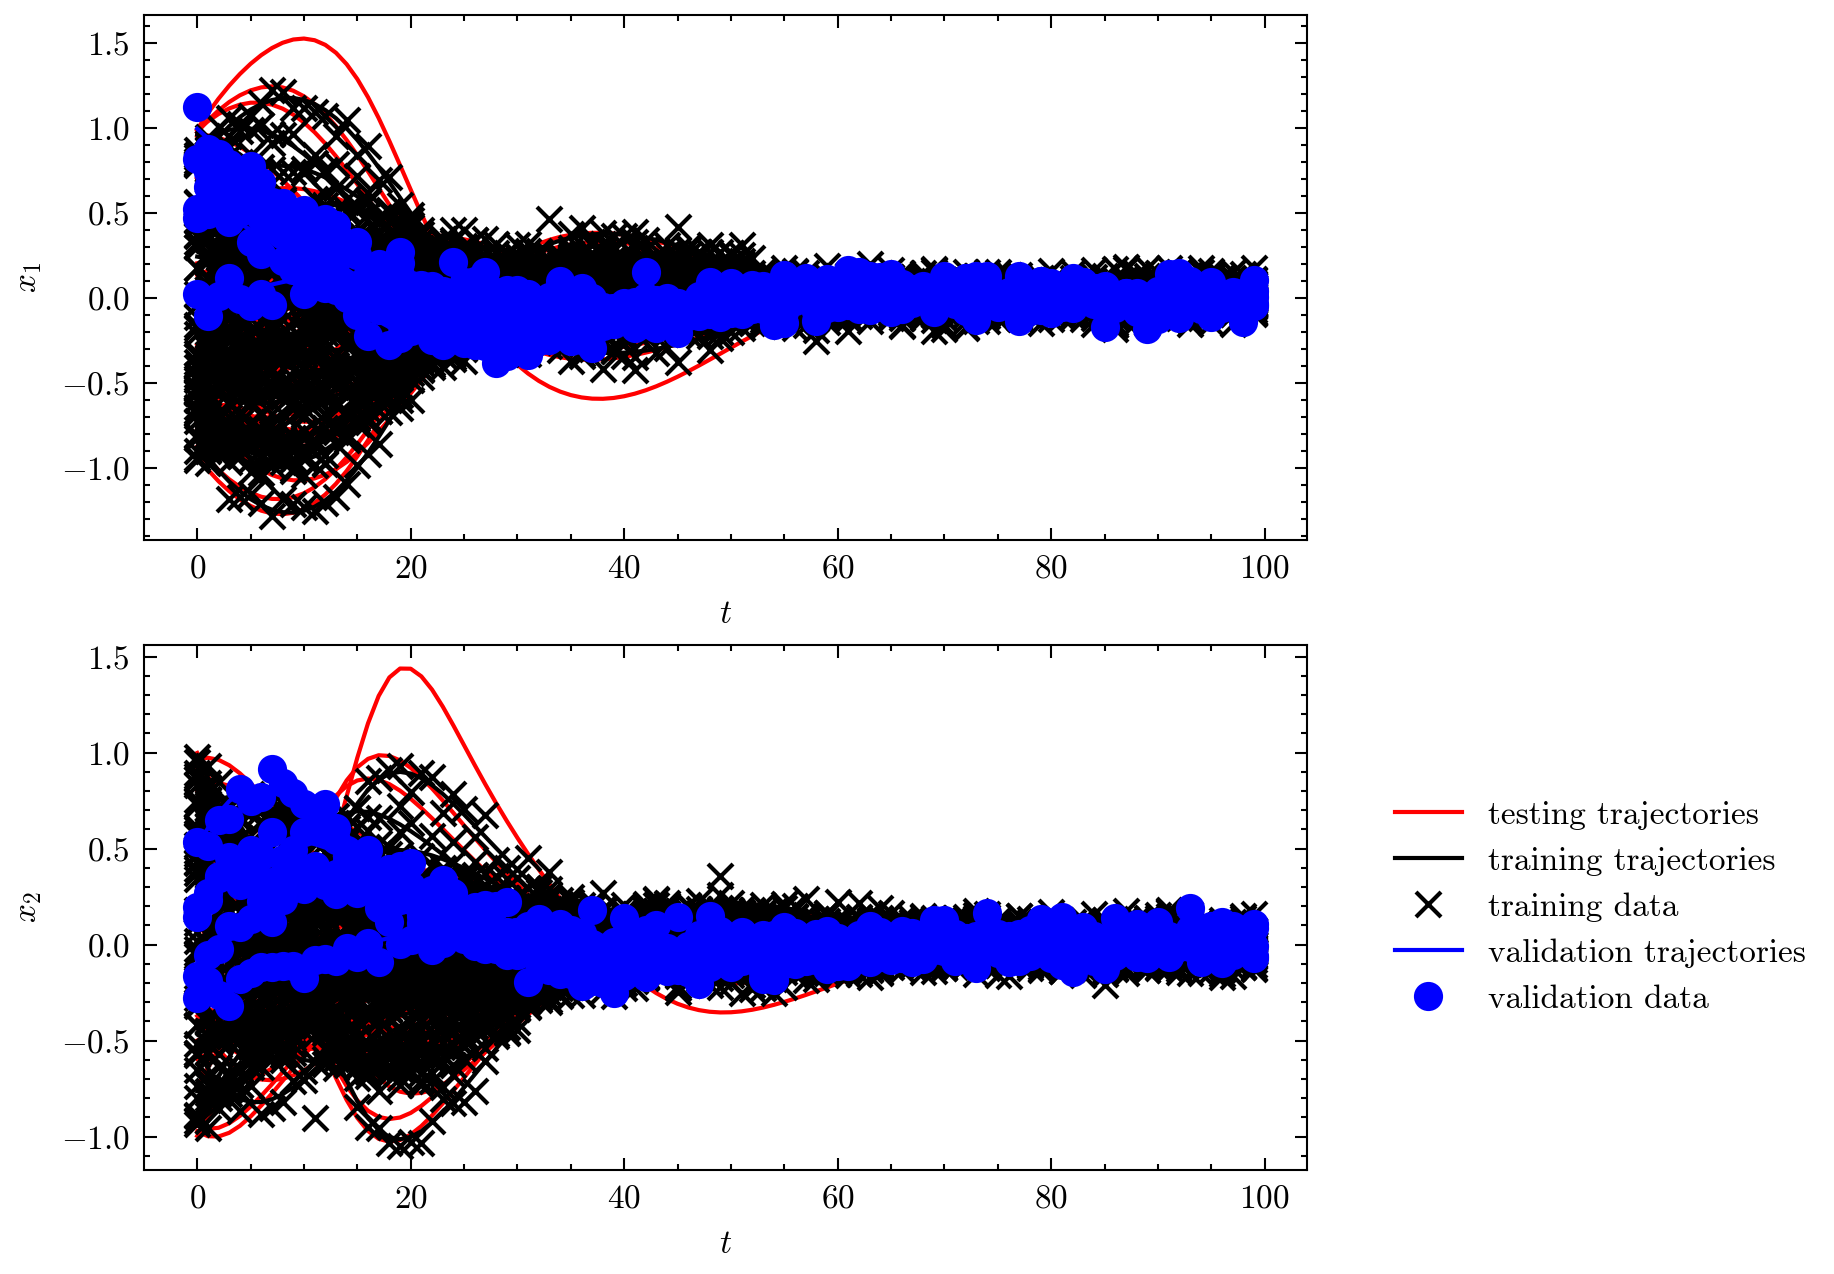 1.5
1.0
0.5
0.0
−0.5
−1.0
x₁
0 20 40 60 80 100
t
1.5
1.0
0.5
0.0
−0.5
−1.0
x₂
0 20 40 60 80 100
t
testing trajectories
training trajectories
training data
validation trajectories
validation data